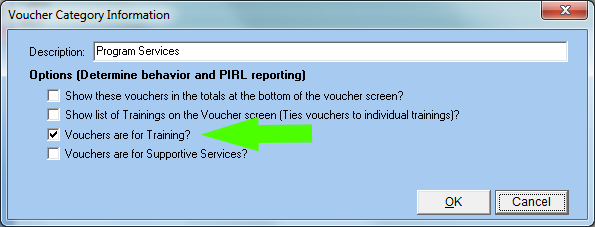 Voucher Category Information
Description: Program Services
Options (Determine behavior and PIRL reporting)
Show these vouchers in the totals at the bottom of the voucher screen?
Show list of Trainings on the Voucher screen (Ties vouchers to individual trainings)?
Vouchers are for Training?
Vouchers are for Supportive Services?
OK Cancel